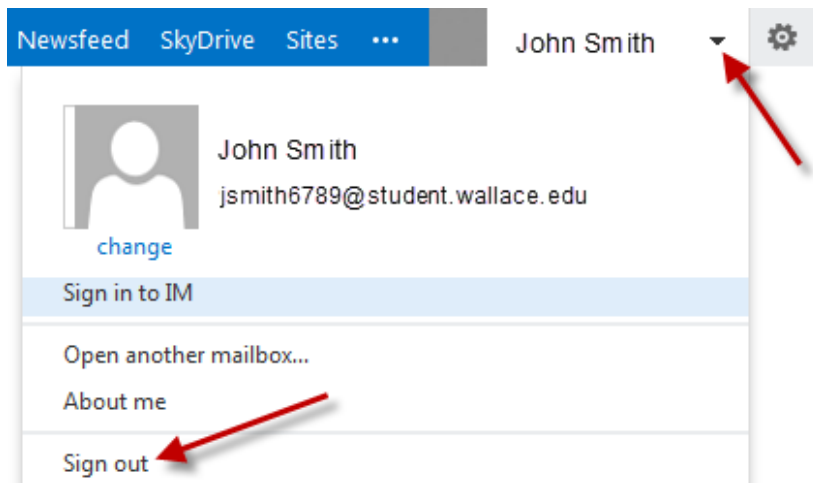 Newsfeed SkyDrive Sites ••• John Smith
John Smith
jsmith6789@student.wallace.edu
change
Sign in to IM
Open another mailbox...
About me
Sign out